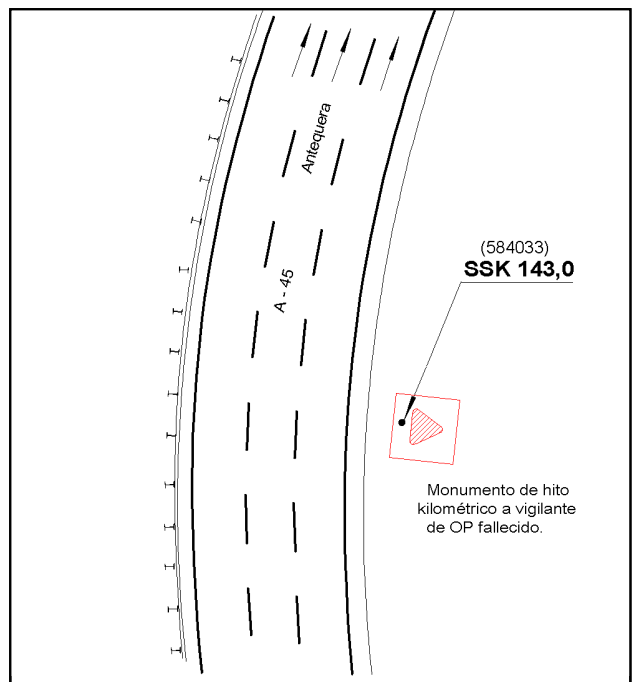 Antequera
A - 45
(584033)
SSK 143,0
Monumento de hito
kilométrico a vigilante
de OP fallecido.